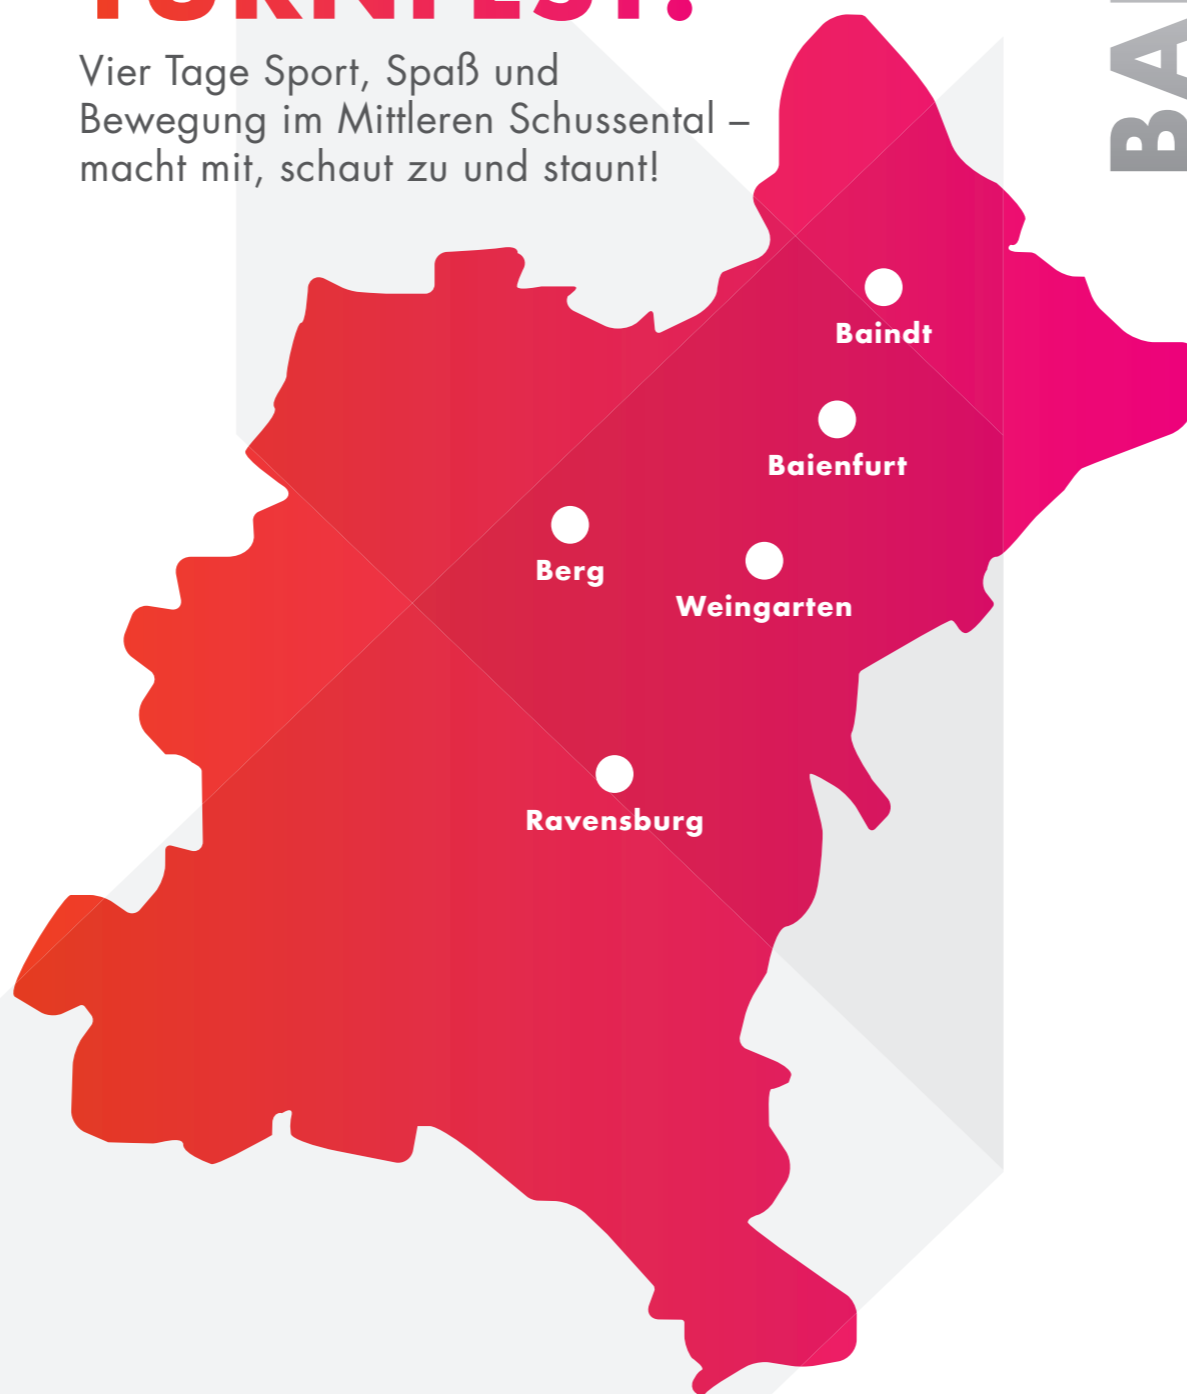 TURNFEST!
Vier Tage Sport, Spaß und
Bewegung im Mittleren Schussental –
macht mit, schaut zu und staunt!
Baindt
Baienfurt
Berg
Weingarten
Ravensburg